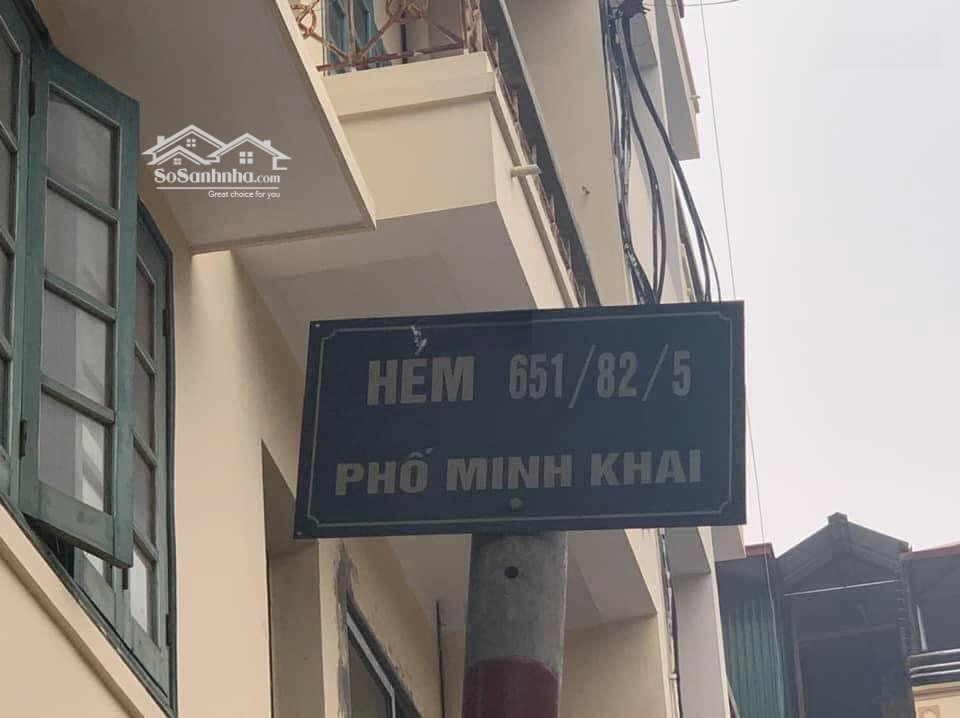 SoSanhnha.com
Great choice for you
HẺM 651/82/5
PHỐ MINH KHAI